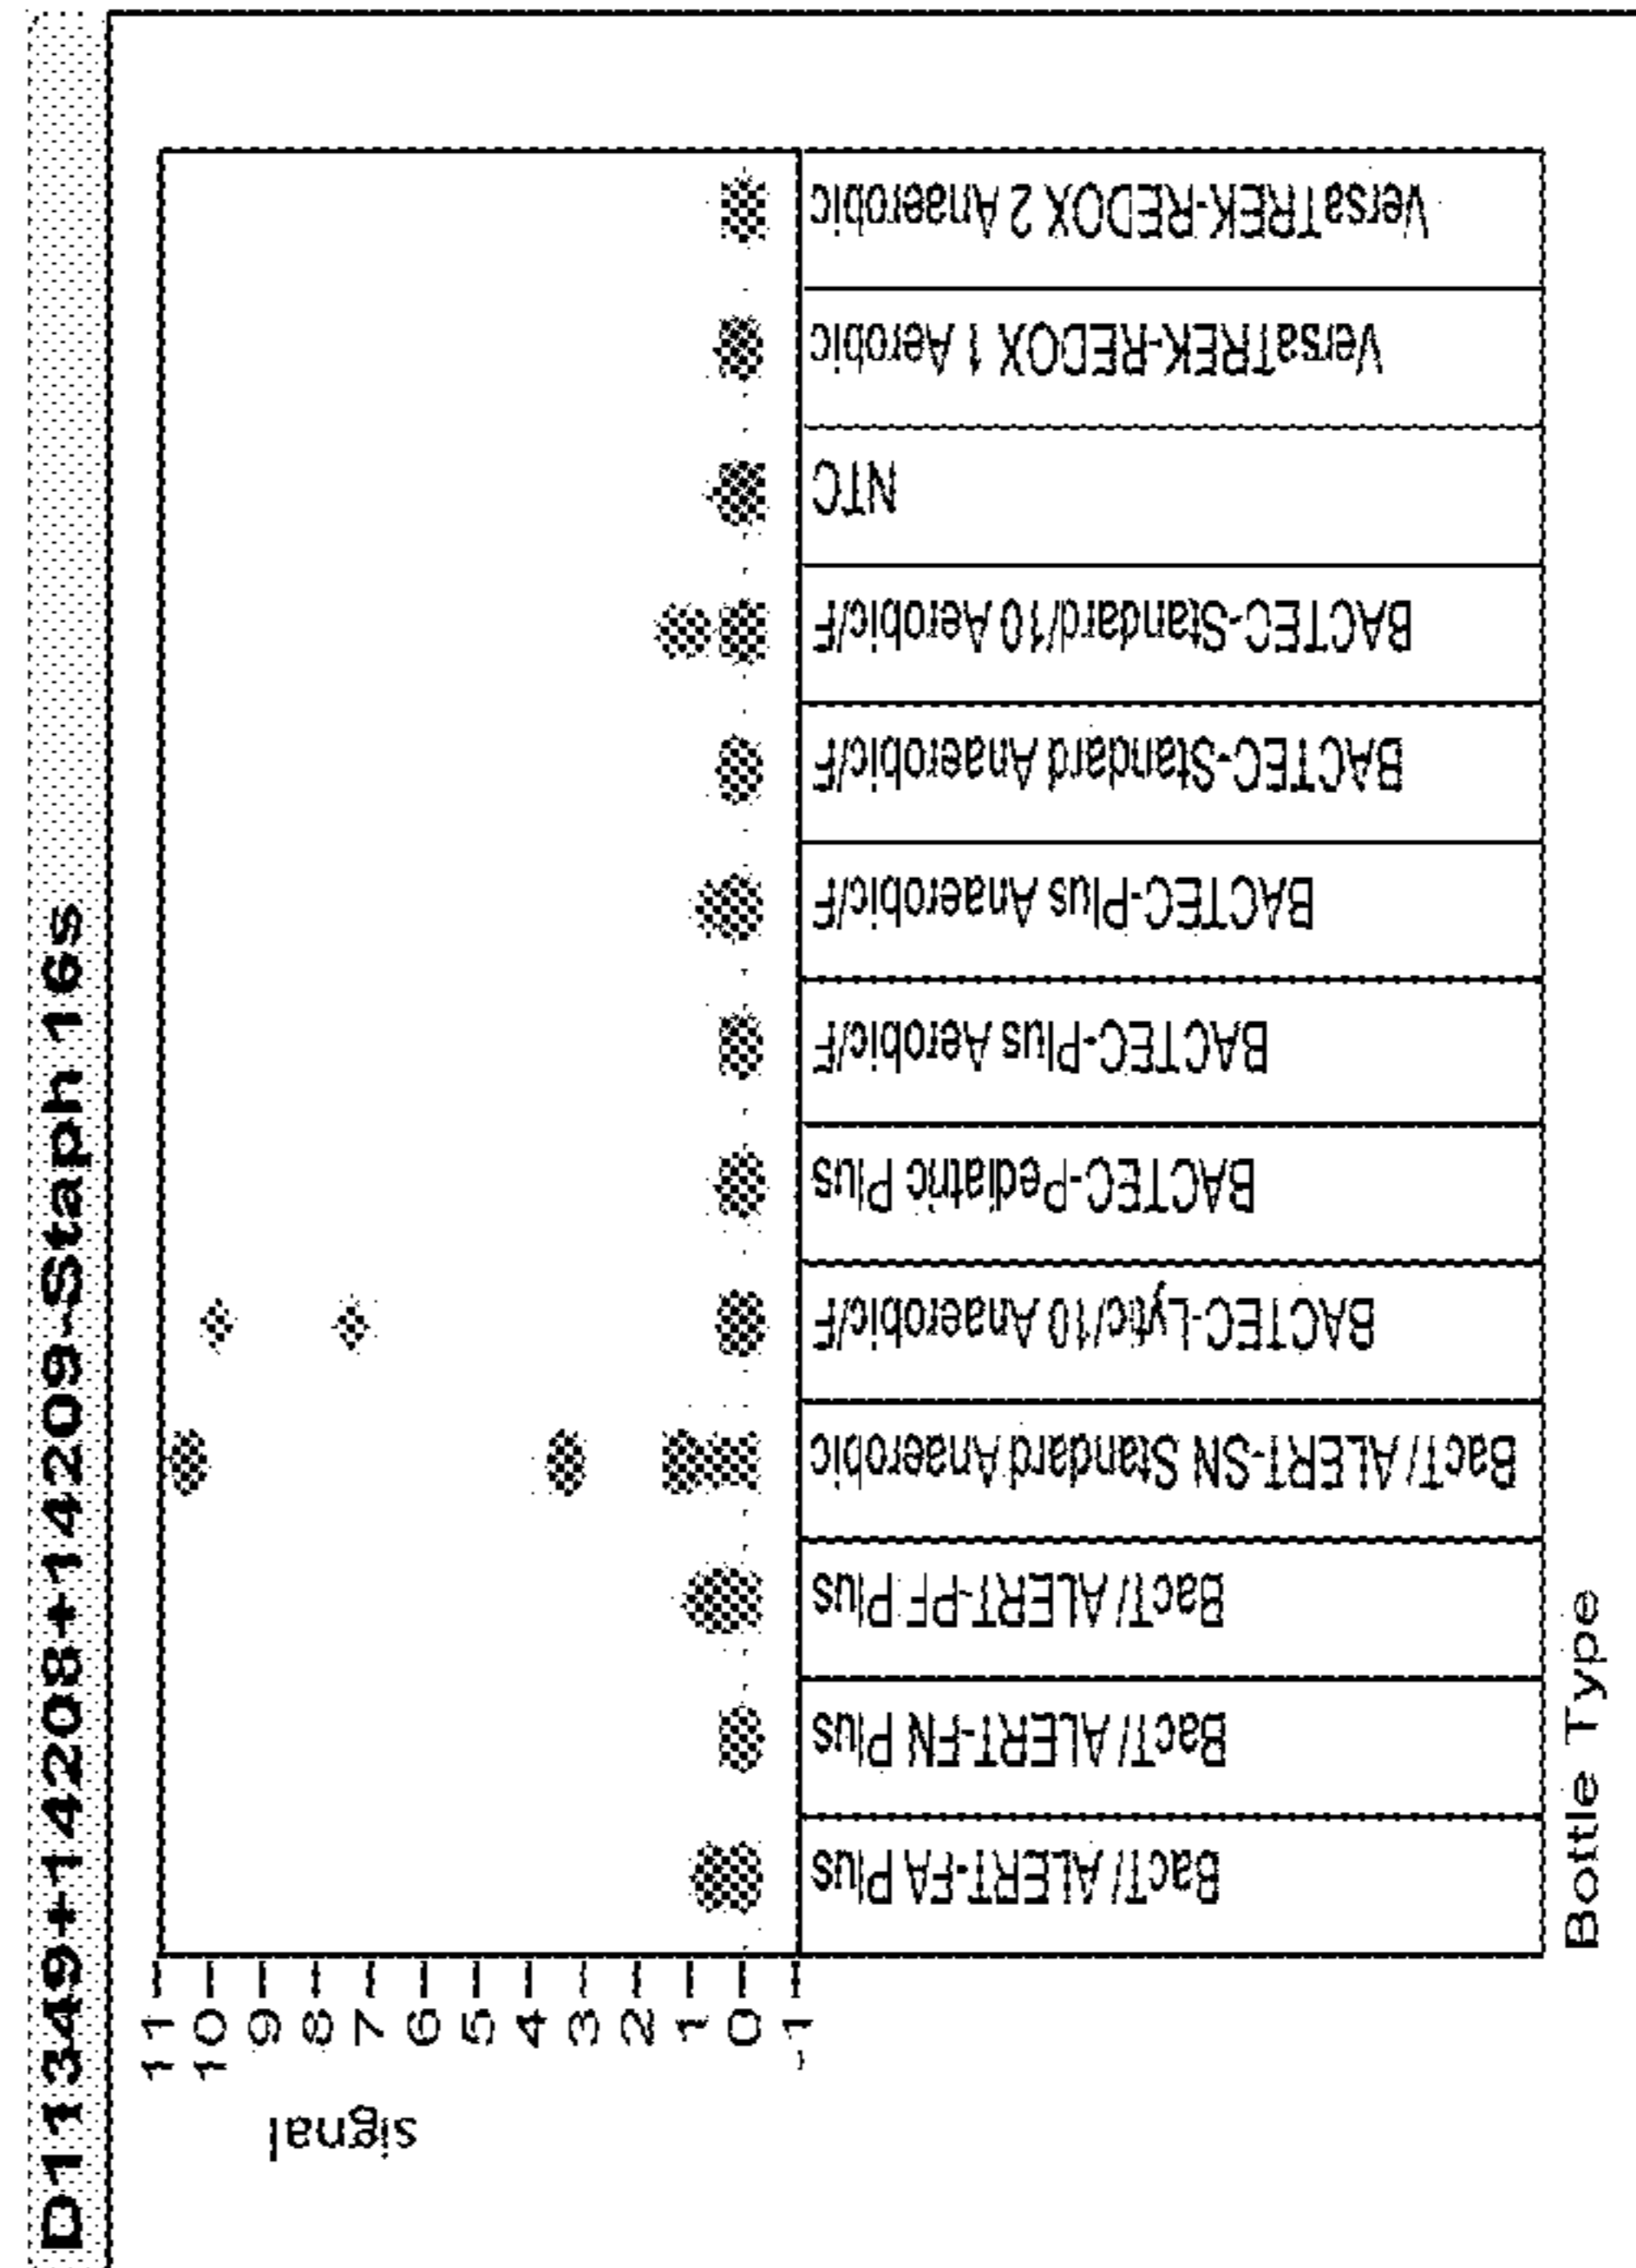 D11349+14208+14209-Staph 16s
signal
11
10
9
8
7
6
5
4
3
2
1
0
-1
BacT/ALERT-FA Plus
BacT/ALERT-FN Plus
BacT/ALERT-PF Plus
BacT/ALERT-SN Standard Anaerobic
BACTEC-Lytic/10 Anaerobic/F
BACTEC-Pediatric Plus
BACTEC-Plus Aerobic/F
BACTEC-Plus Anaerobic/F
BACTEC-Standard Anaerobic/F
BACTEC-Standard/10 Aerobic/F
NTC
VersaTREK-REDOX 1 Aerobic
VersaTREK-REDOX 2 Anaerobic
Bottle Type